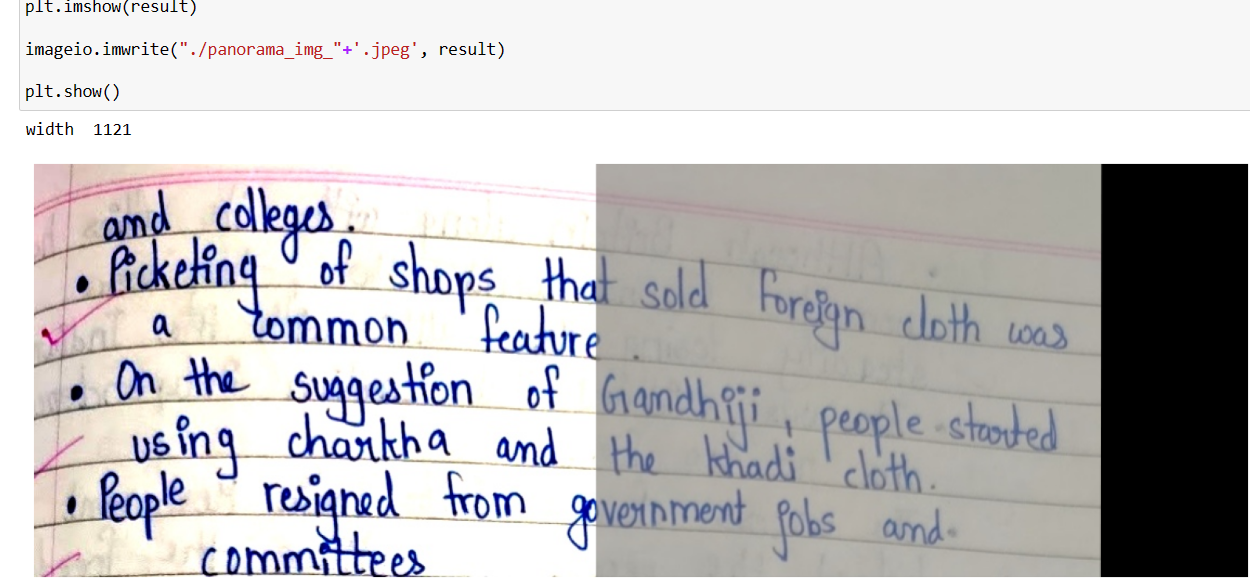 plt.imshow(result)
imageio.imwrite("./panorama_img_"+'.jpeg', result)
plt.show()
width  1121
and colleges.
• Picketing of shops that sold foreign cloth was
a common feature.
• On the suggestion of Gandhiji, people started
using charkha and the khadi cloth.
• People resigned from government jobs and
committees